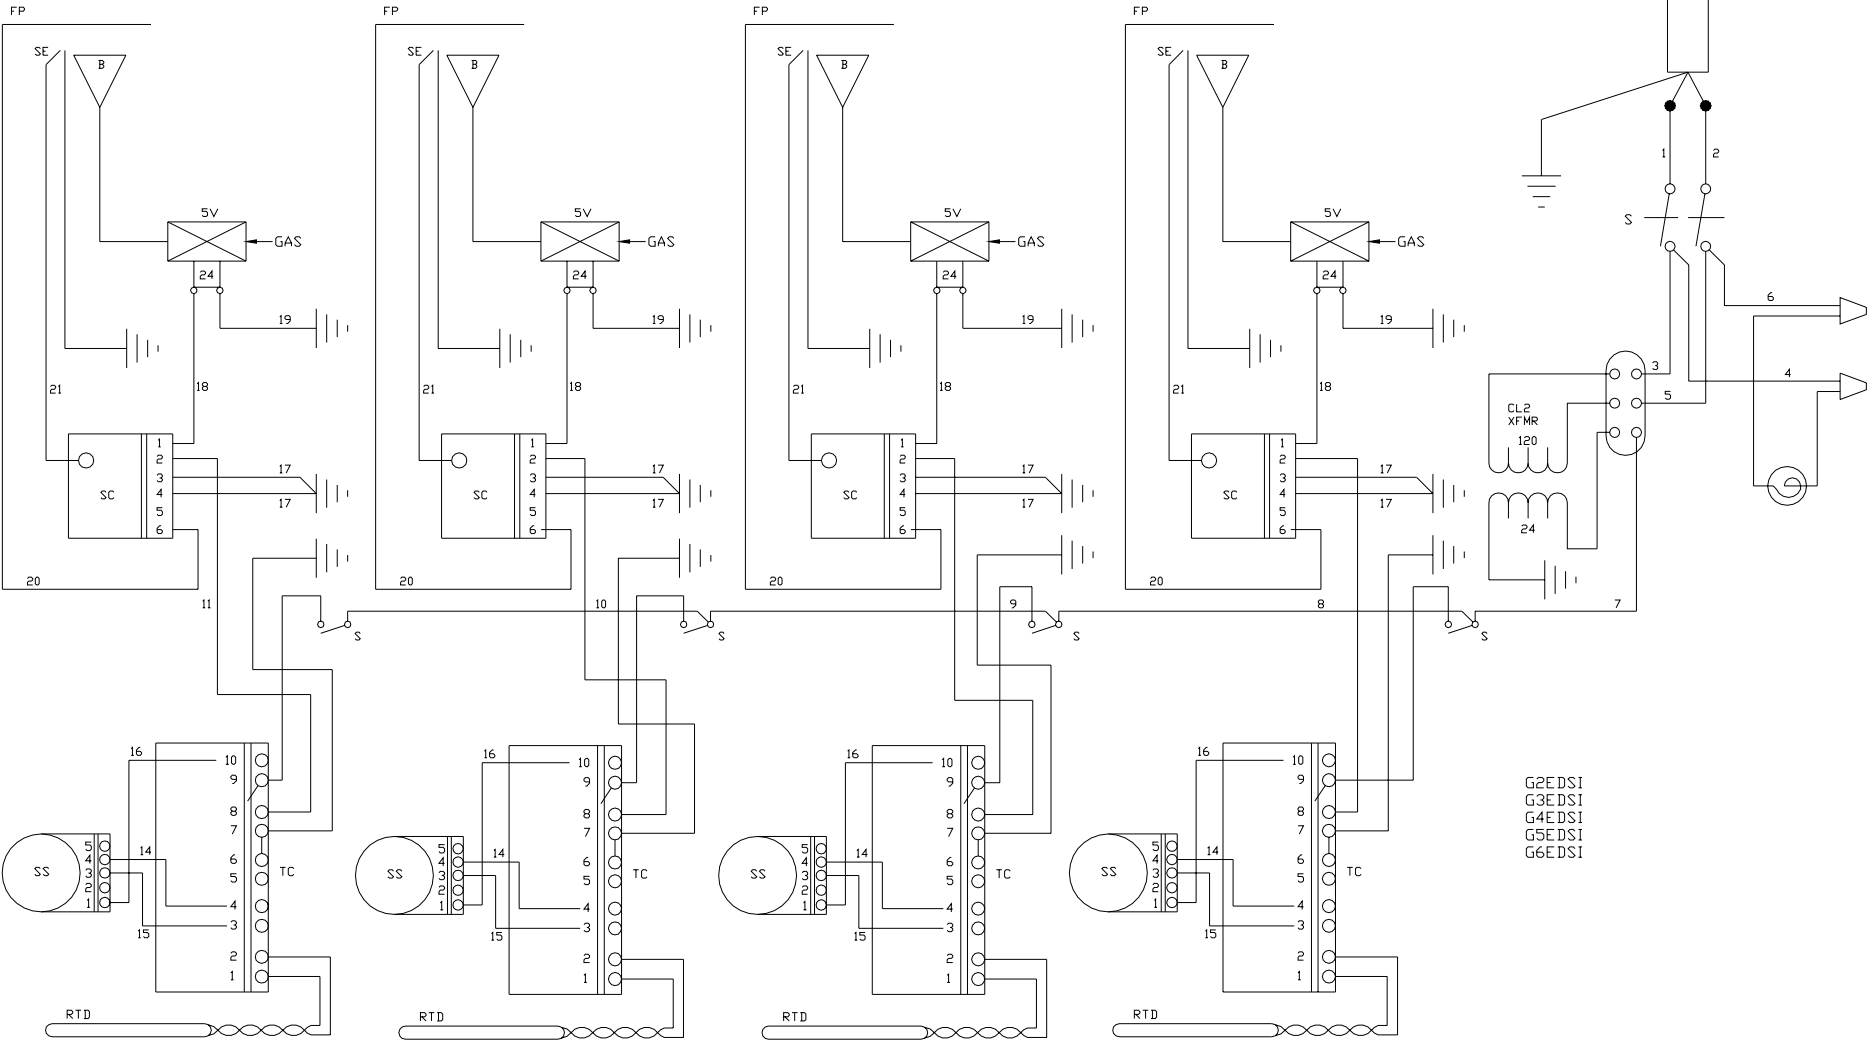 FP FP FP FP
SE B SE B SE B SE B
1 2
5V 5V 5V 5V
S
GAS GAS GAS GAS
24 24 24 24
6
19 19 19 19
3
4
21 18 21 18 21 18 21 18
5
CL2
XFMR
120
1 1 1 1
2 2 2 2
17 17 17 17
3 3 3 3
4 4 4 4
SC SC SC SC
17 17 17 17
5 5 5 5
6 6 6 6
24
20 20 20 20
11 10 9 8 7
S S S S
16 16 16 16
10 10 10 10
9 9 9 9
G2EDSI
G3EDSI
G4EDSI
G5EDSI
G6EDSI
8 8 8 8
7 7 7 7
5 5 5 5
14 14 14 14
4 4 4 4
6 6 6 6
SS 3 TC SS 3 TC SS 3 TC SS 3 TC
5 5 5 5
2 2 2 2
1 1 1 1
4 4 4 4
3 3 3 3
15 15 15 15
2 2 2 2
1 1 1 1
RTD RTD RTD RTD